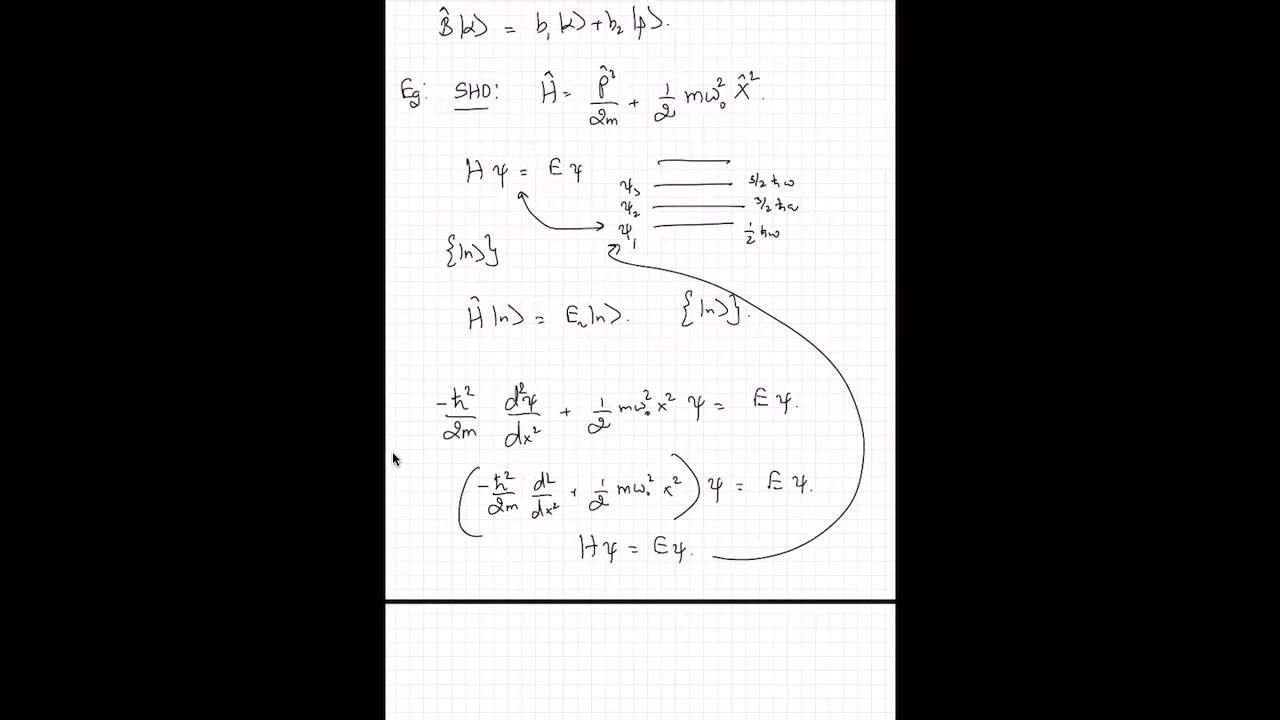 B̂|α⟩ = b₁|α⟩ + b₂|β⟩.
Eg: SHO: Ĥ = P̂²/2m + 1/2 mω₀² X̂².
Hψ = Eψ
ψ₃ 5/2 ħω
ψ₂ 3/2 ħω
ψ₁ 1/2 ħω
{|n⟩}
Ĥ|n⟩ = Eₙ|n⟩. {|n⟩}.
-ħ²/2m d²ψ/dx² + 1/2 mω₀² x² ψ = Eψ.
(-ħ²/2m d²/dx² + 1/2 mω₀² x²) ψ = Eψ.
Hψ = Eψ.